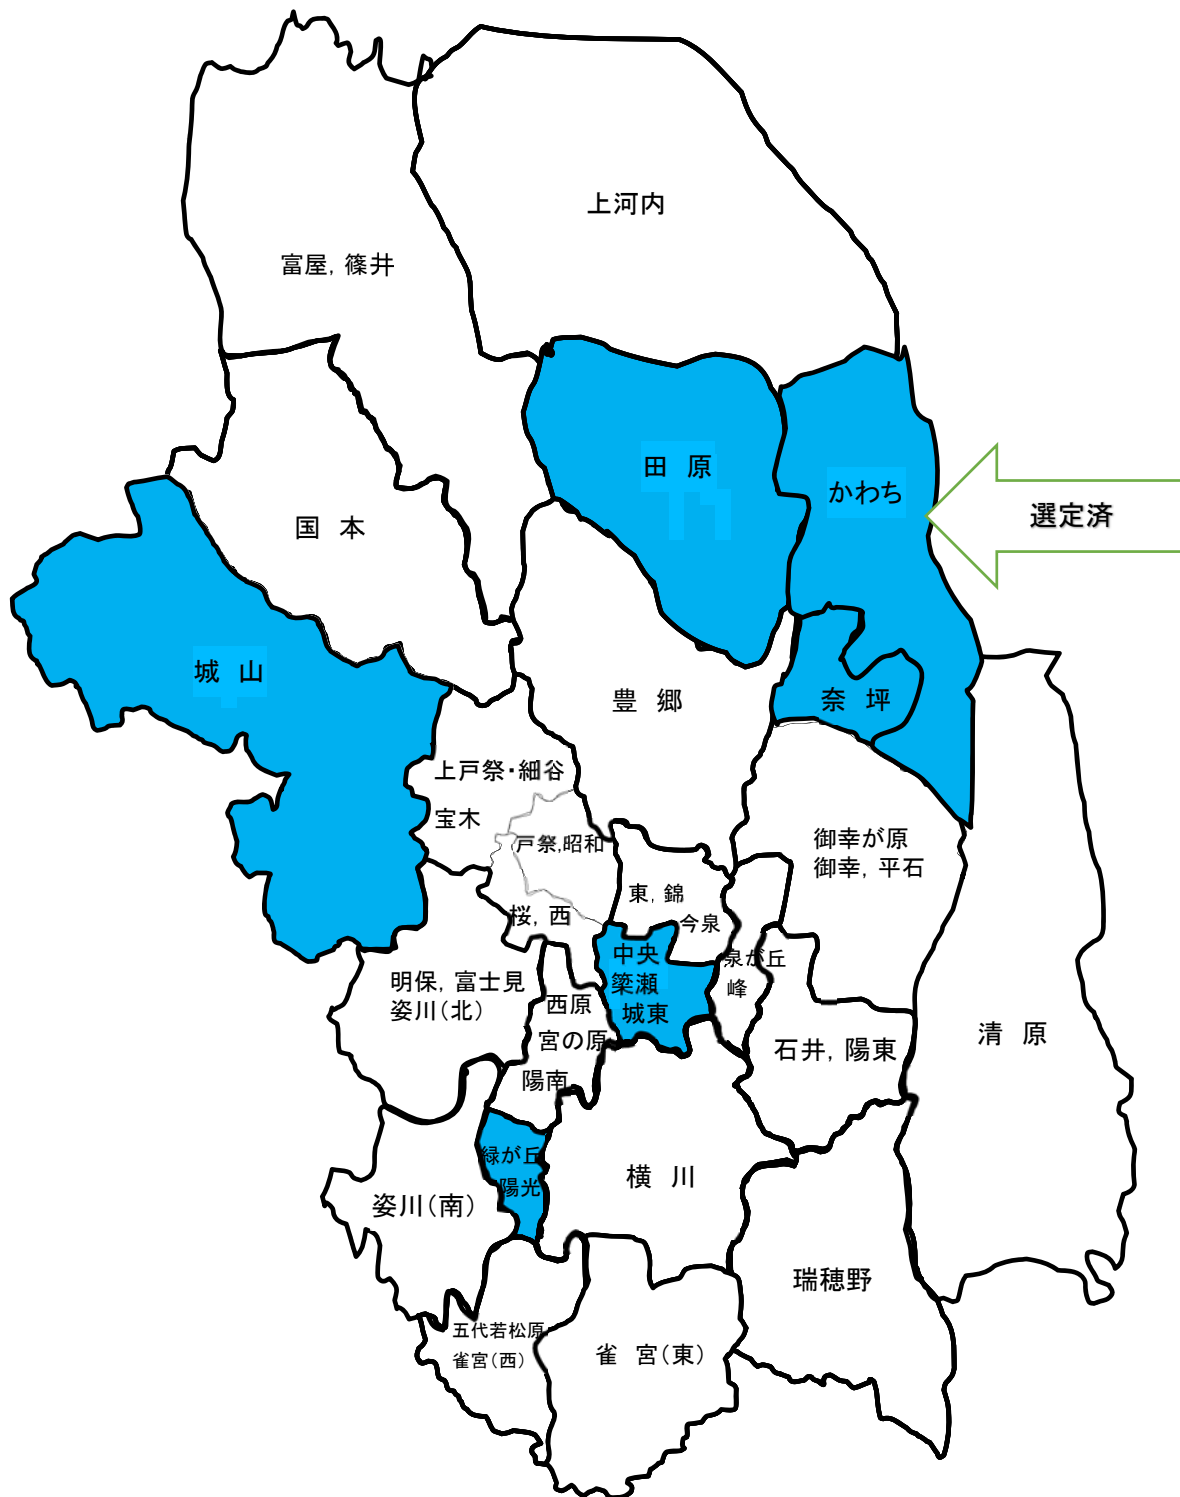 上河内
富屋, 篠井
田 原
かわち
選定済
国 本
城 山
豊 郷
奈 坪
上戸祭・細谷
宝木
戸祭,昭和
御幸が原
御幸, 平石
東, 錦
今泉
桜, 西
中央
簗瀬
城東
泉が丘
峰
明保, 富士見
姿川(北)
西原
宮の原
陽南
石井, 陽東
清 原
緑が丘
陽光
横 川
姿川(南)
瑞穂野
五代若松原
雀宮(西)
雀 宮(東)